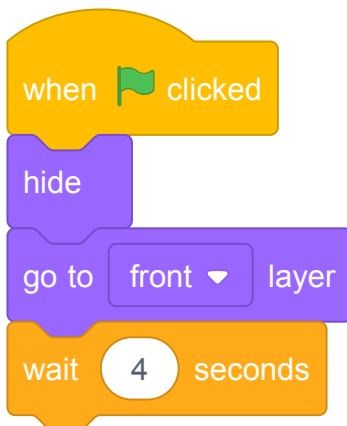 when clicked
hide
go to front layer
wait 4 seconds